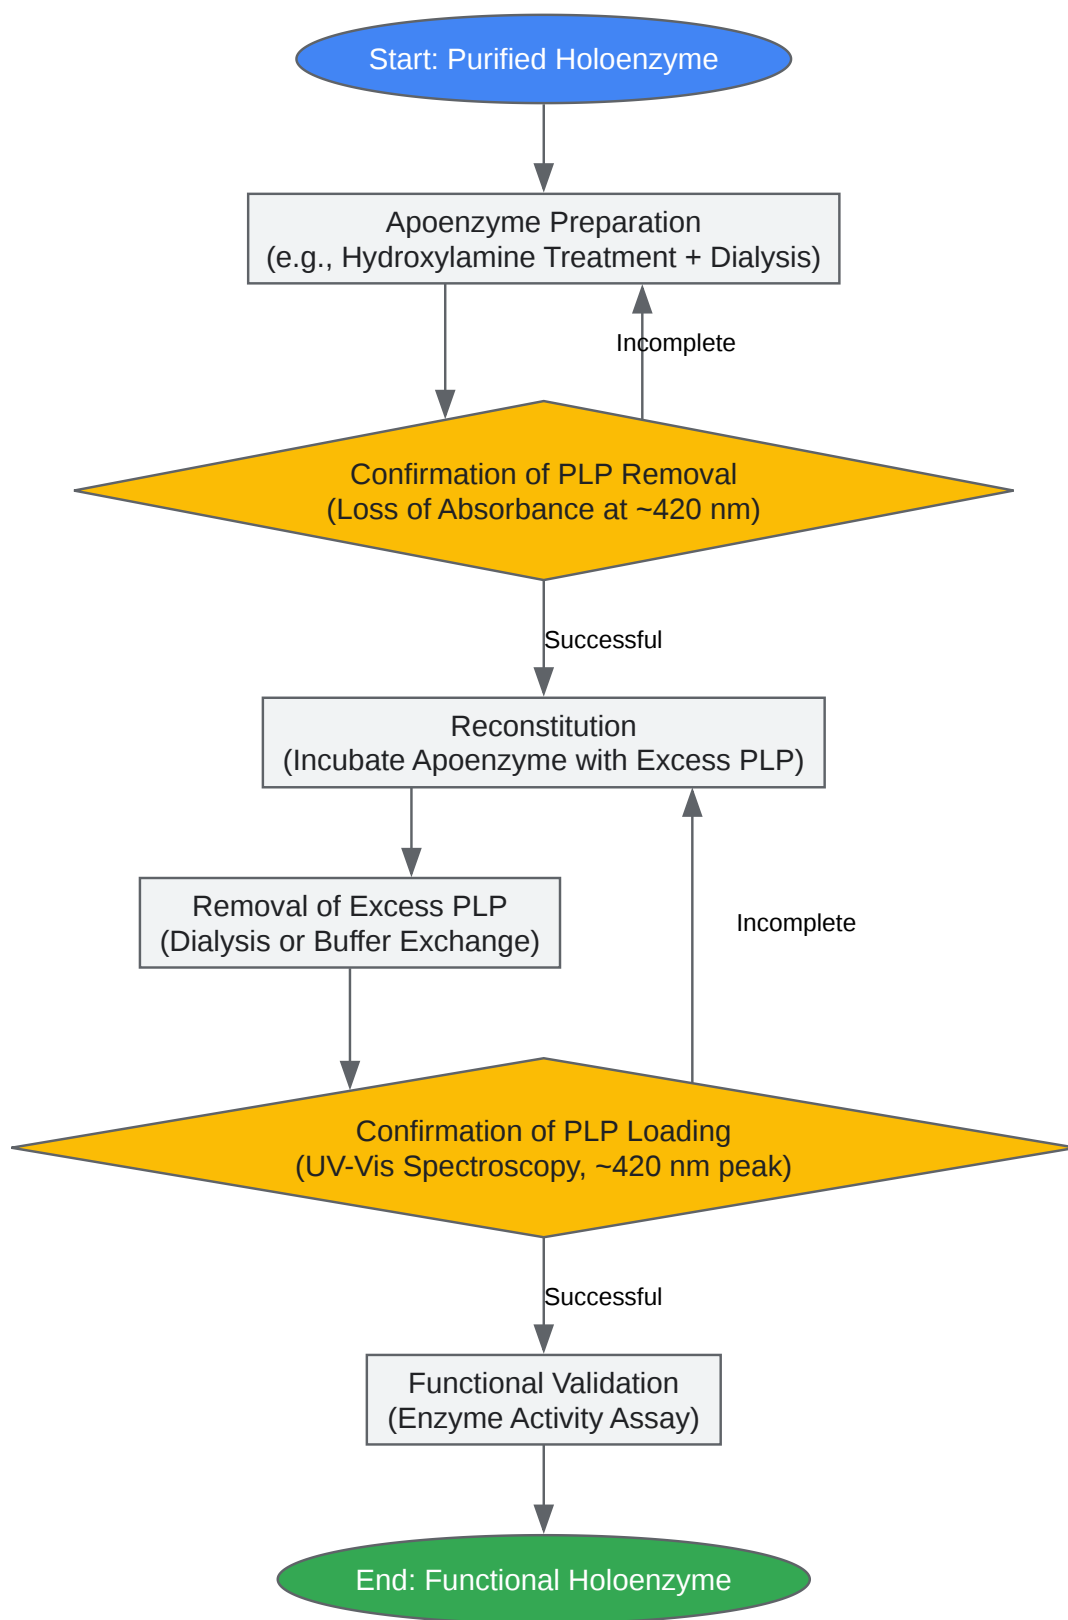 Start: Purified Holoenzyme
Apoenzyme Preparation
(e.g., Hydroxylamine Treatment + Dialysis)
Incomplete
Confirmation of PLP Removal
(Loss of Absorbance at ~420 nm)
Successful
Reconstitution
(Incubate Apoenzyme with Excess PLP)
Removal of Excess PLP
(Dialysis or Buffer Exchange)
Incomplete
Confirmation of PLP Loading
(UV-Vis Spectroscopy, ~420 nm peak)
Successful
Functional Validation
(Enzyme Activity Assay)
End: Functional Holoenzyme